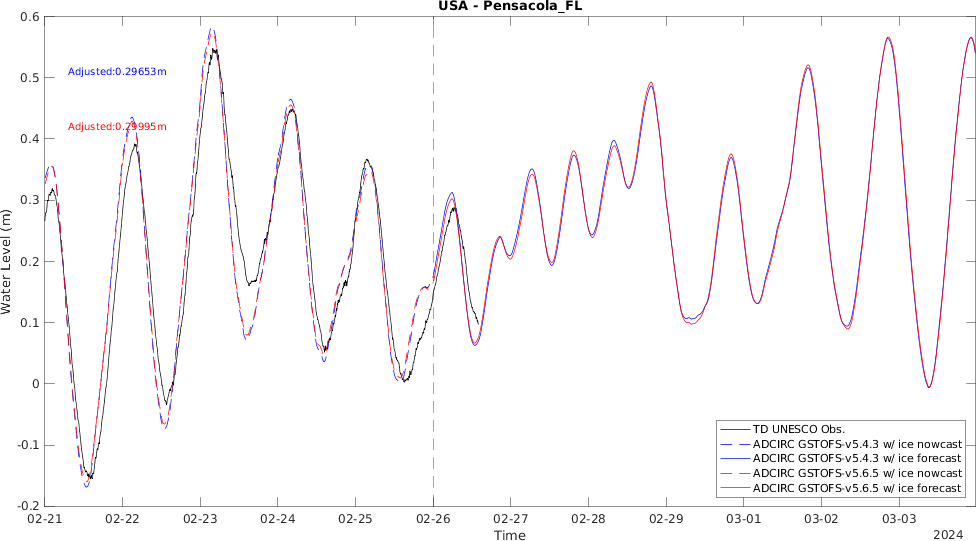 USA - Pensacola_FL
0.6
0.5
0.4
0.3
0.2
0.1
0
-0.1
-0.2
Water Level (m)
Adjusted:0.29653m
Adjusted:0.29995m
TD UNESCO Obs.
ADCIRC GSTOFS-v5.4.3 w/ ice nowcast
ADCIRC GSTOFS-v5.4.3 w/ ice forecast
ADCIRC GSTOFS-v5.6.5 w/ ice nowcast
ADCIRC GSTOFS-v5.6.5 w/ ice forecast
02-21 02-22 02-23 02-24 02-25 02-26 02-27 02-28 02-29 03-01 03-02 03-03
Time
2024